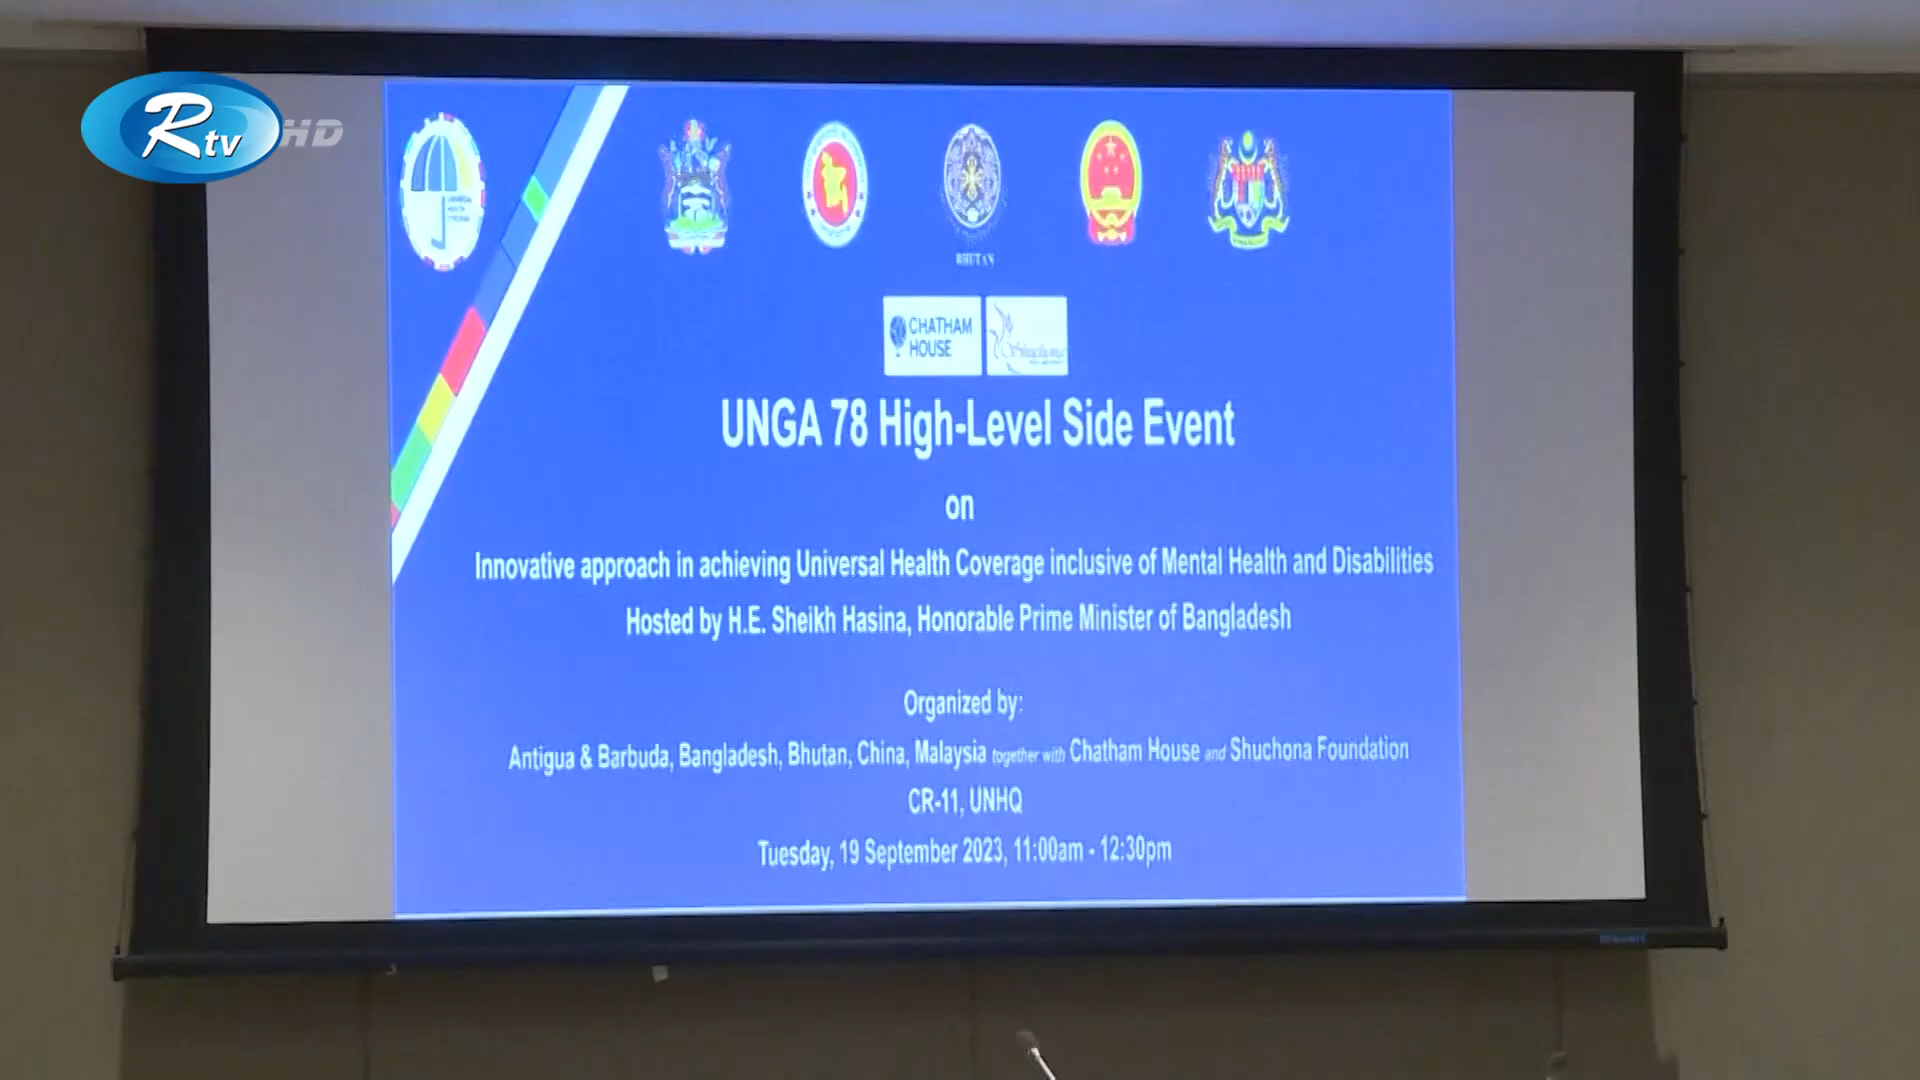 Rtv HD
UNIVERSAL
HEALTH
BHUTAN
CHATHAM
HOUSE
Shuchona
UNGA 78 High-Level Side Event
on
Innovative approach in achieving Universal Health Coverage inclusive of Mental Health and Disabilities
Hosted by H.E. Sheikh Hasina, Honorable Prime Minister of Bangladesh
Organized by:
Antigua & Barbuda, Bangladesh, Bhutan, China, Malaysia together with Chatham House and Shuchona Foundation
CR-11, UNHQ
Tuesday, 19 September 2023, 11:00am - 12:30pm